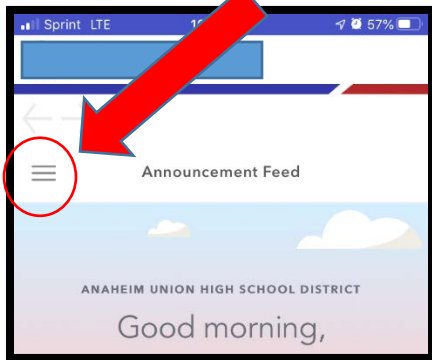 Sprint LTE 57%
Announcement Feed
ANAHEIM UNION HIGH SCHOOL DISTRICT
Good morning,